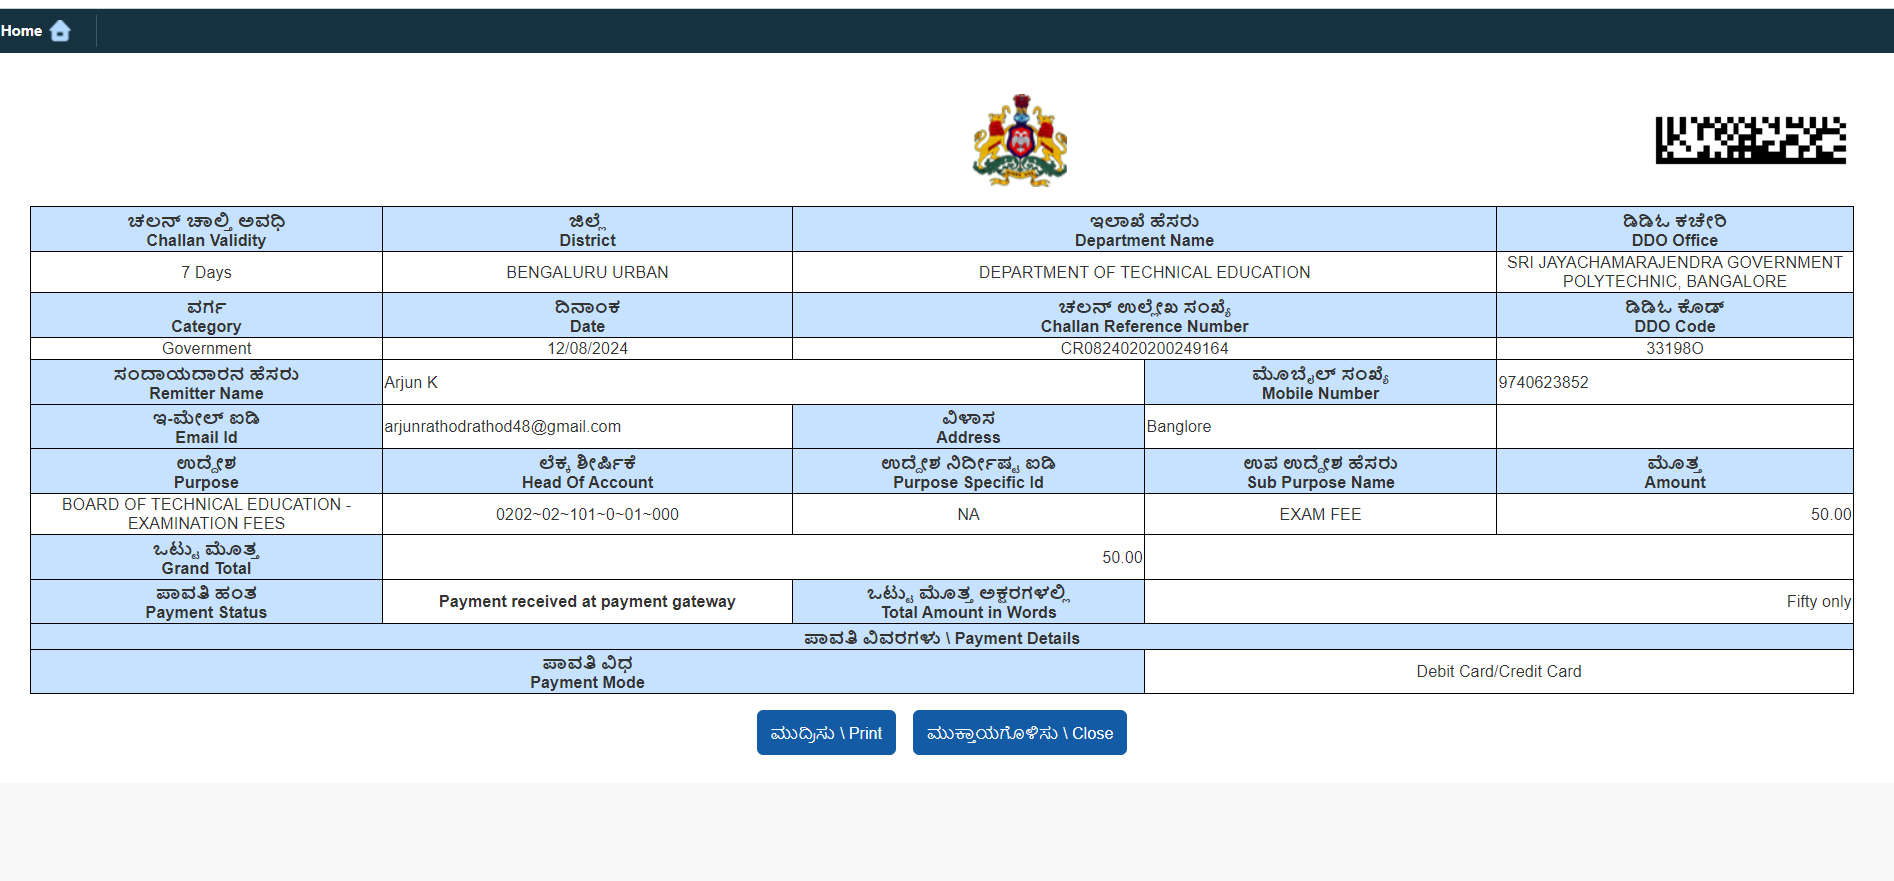 Home
ಚಲನ್ ಚಾಲ್ತಿ ಅವಧಿ
Challan Validity
ಜಿಲ್ಲೆ
District
ಇಲಾಖೆ ಹೆಸರು
Department Name
ಡಿಡಿಓ ಕಚೇರಿ
DDO Office
7 Days
BENGALURU URBAN
DEPARTMENT OF TECHNICAL EDUCATION
SRI JAYACHAMARAJENDRA GOVERNMENT
POLYTECHNIC, BANGALORE
ವರ್ಗ
Category
ದಿನಾಂಕ
Date
ಚಲನ್ ಉಲ್ಲೇಖ ಸಂಖ್ಯೆ
Challan Reference Number
ಡಿಡಿಓ ಕೊಡ್
DDO Code
Government
12/08/2024
CR0824020200249164
33198O
ಸಂದಾಯದಾರನ ಹೆಸರು
Remitter Name
Arjun K
ಮೊಬೈಲ್ ಸಂಖ್ಯೆ
Mobile Number
9740623852
ಇ-ಮೇಲ್ ಐಡಿ
Email Id
arjunrathodrathod48@gmail.com
ವಿಳಾಸ
Address
Banglore
ಉದ್ದೇಶ
Purpose
ಲೆಕ್ಕ ಶೀರ್ಷಿಕೆ
Head Of Account
ಉದ್ದೇಶ ನಿರ್ದೀಷ್ಟ ಐಡಿ
Purpose Specific Id
ಉಪ ಉದ್ದೇಶ ಹೆಸರು
Sub Purpose Name
ಮೊತ್ತ
Amount
BOARD OF TECHNICAL EDUCATION -
EXAMINATION FEES
0202~02~101~0~01~000
NA
EXAM FEE
50.00
ಒಟ್ಟು ಮೊತ್ತ
Grand Total
50.00
ಪಾವತಿ ಹಂತ
Payment Status
Payment received at payment gateway
ಒಟ್ಟು ಮೊತ್ತ ಅಕ್ಷರಗಳಲ್ಲಿ
Total Amount in Words
Fifty only
ಪಾವತಿ ವಿವರಗಳು \ Payment Details
ಪಾವತಿ ವಿಧ
Payment Mode
Debit Card/Credit Card
ಮುದ್ರಿಸು \ Print
ಮುಕ್ತಾಯಗೊಳಿಸು \ Close